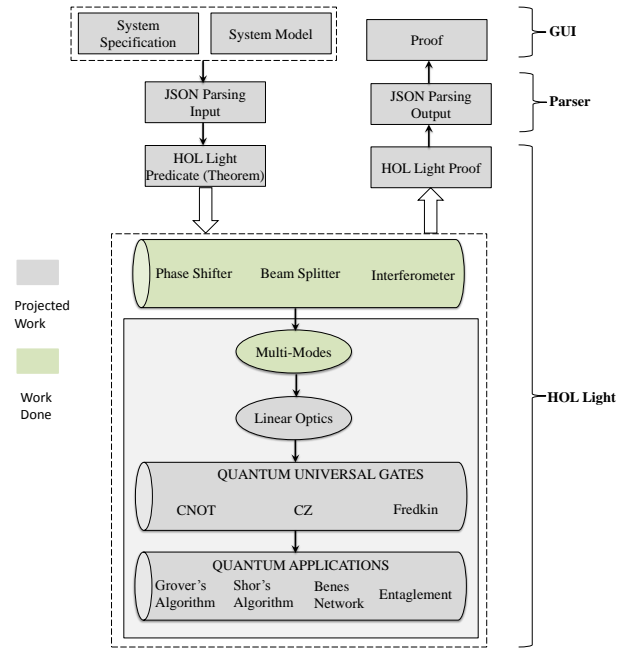 System
Specification
System Model
Proof
GUI
JSON Parsing
Input
JSON Parsing
Output
Parser
HOL Light
Predicate (Theorem)
HOL Light Proof
Phase Shifter
Beam Splitter
Interferometer
Projected
Work
Work
Done
Multi-Modes
Linear Optics
HOL Light
QUANTUM UNIVERSAL GATES
CNOT
CZ
Fredkin
QUANTUM APPLICATIONS
Grover's
Algorithm
Shor's
Algorithm
Benes
Network
Entaglement